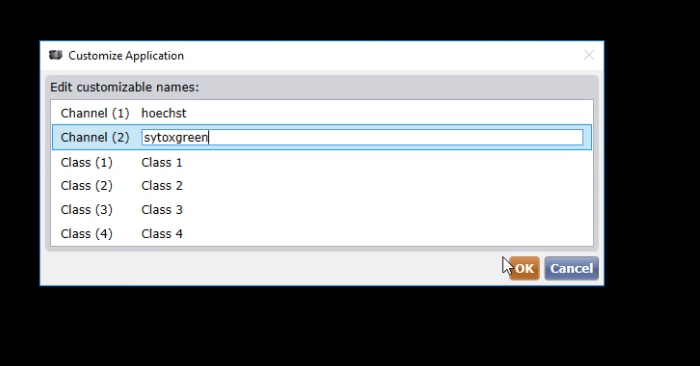 Customize Application
Edit customizable names:
Channel (1) hoechst
Channel (2) sytoxgreen
Class (1) Class 1
Class (2) Class 2
Class (3) Class 3
Class (4) Class 4
OK Cancel